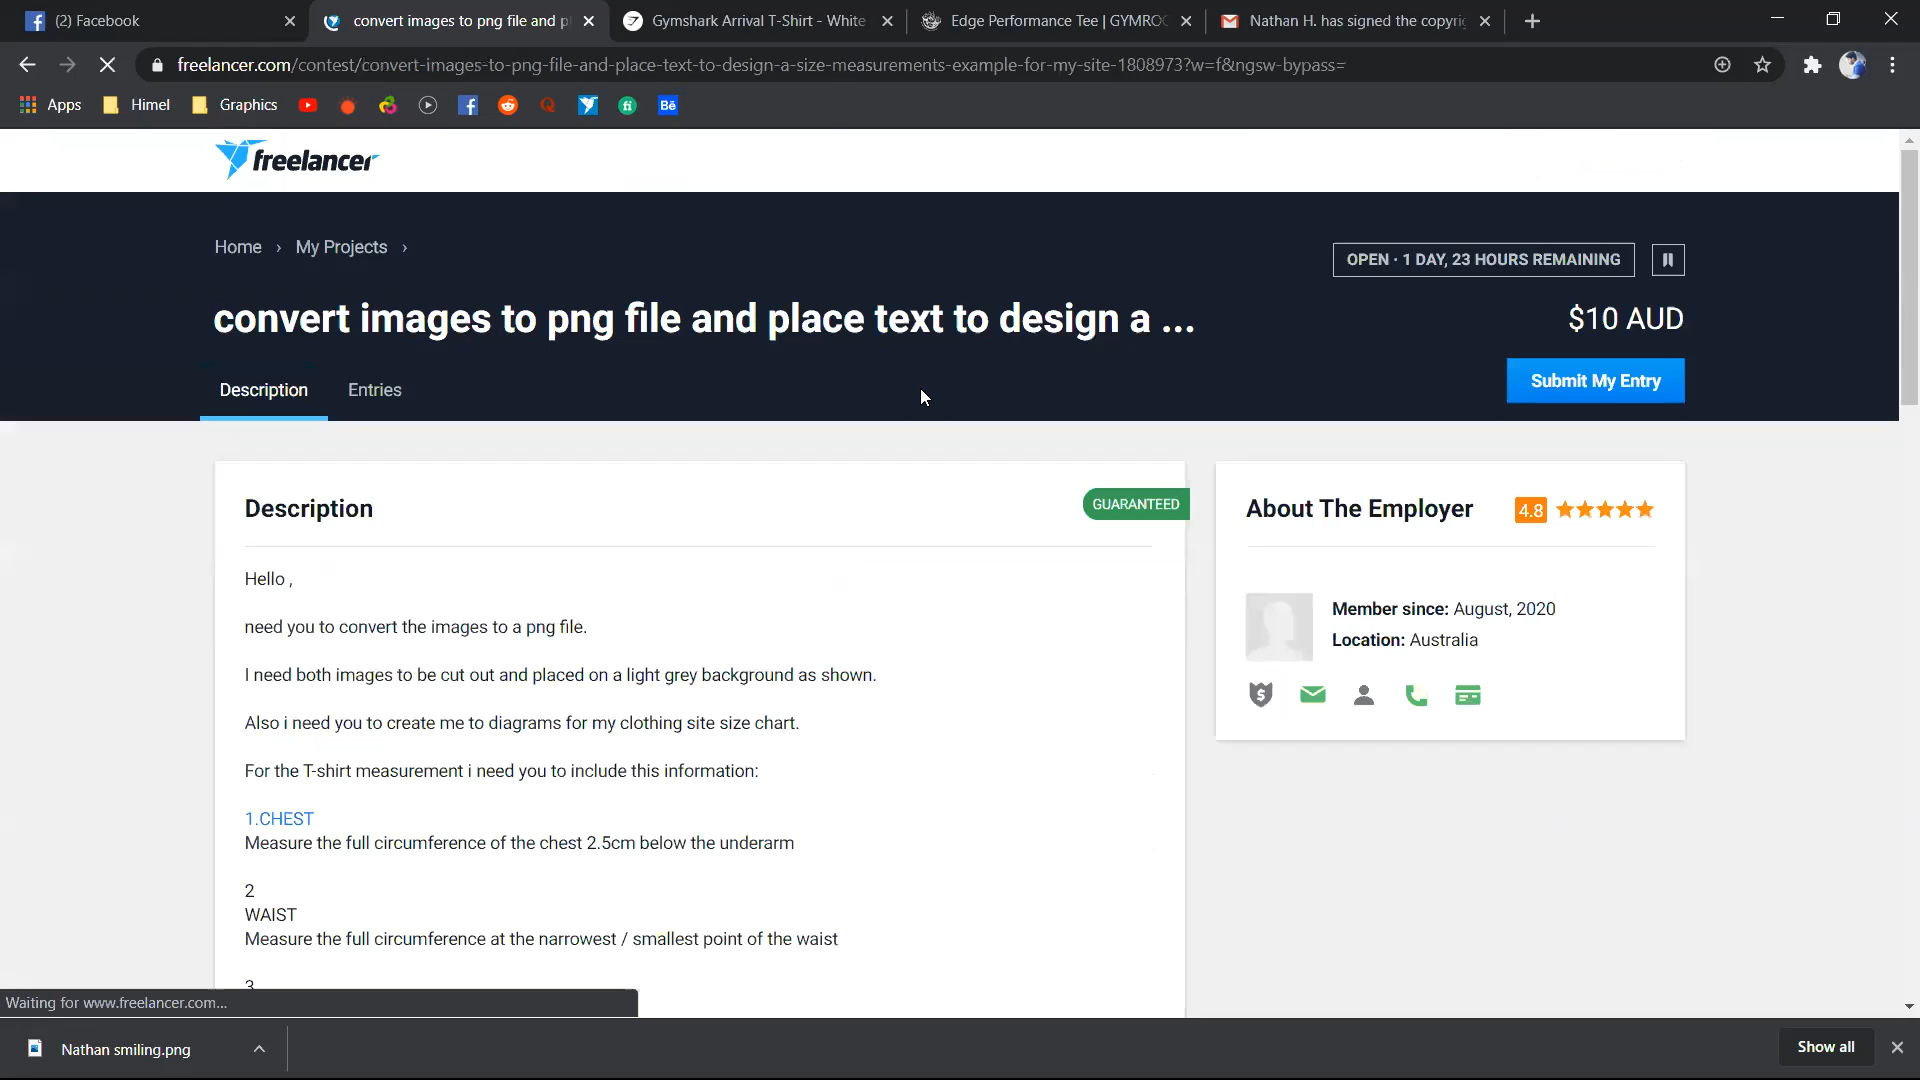 (2) Facebook
convert images to png file and p
Gymshark Arrival T-Shirt - White
Edge Performance Tee | GYMROO
Nathan H. has signed the copyri
freelancer.com/contest/convert-images-to-png-file-and-place-text-to-design-a-size-measurements-example-for-my-site-1808973?w=f&ngsw-bypass=
Apps
Himel
Graphics
freelancer
Home › My Projects ›
OPEN · 1 DAY, 23 HOURS REMAINING
convert images to png file and place text to design a ...
$10 AUD
Description
Entries
Submit My Entry
Description
GUARANTEED
About The Employer
4.8
Hello ,
need you to convert the images to a png file.
Member since: August, 2020
Location: Australia
I need both images to be cut out and placed on a light grey background as shown.
Also i need you to create me to diagrams for my clothing site size chart.
For the T-shirt measurement i need you to include this information:
1.CHEST
Measure the full circumference of the chest 2.5cm below the underarm
2
WAIST
Measure the full circumference at the narrowest / smallest point of the waist
3
Waiting for www.freelancer.com...
Nathan smiling.png
Show all